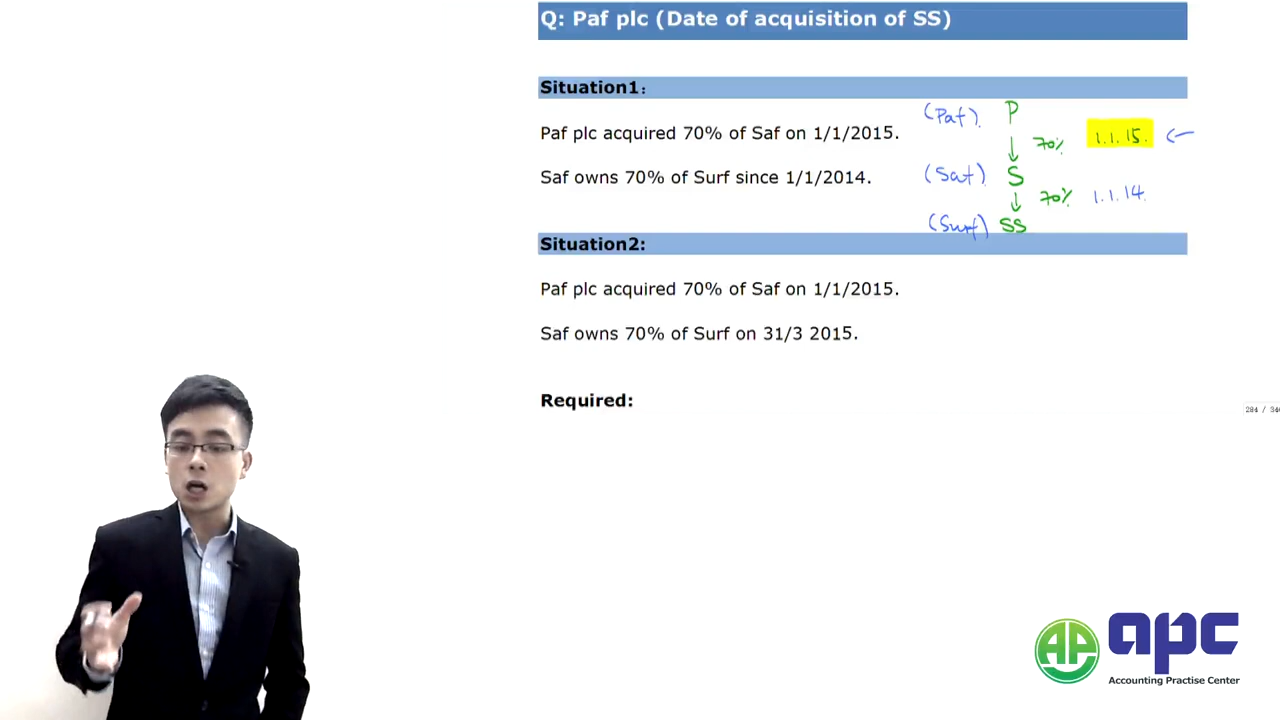 Q: Paf plc (Date of acquisition of SS)
Situation1:
(Paf) P
Paf plc acquired 70% of Saf on 1/1/2015.
70% 1.1.15.
Saf owns 70% of Surf since 1/1/2014.
(Saf) S
70% 1.1.14.
(Surf) SS
Situation2:
Paf plc acquired 70% of Saf on 1/1/2015.
Saf owns 70% of Surf on 31/3 2015.
Required:
284 / 34
AP
apc
Accounting Practise Center